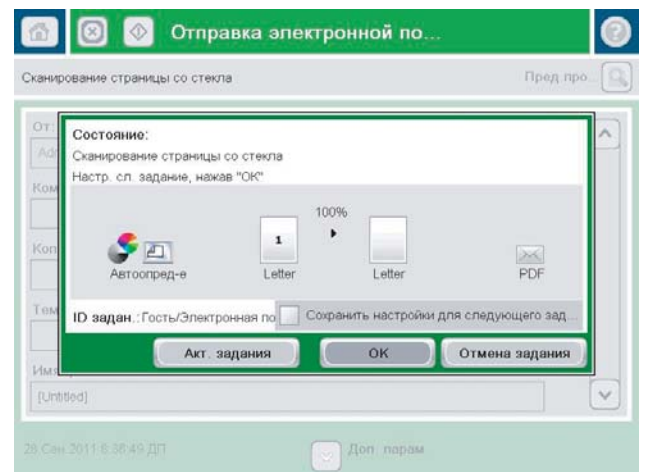 Отправка электронной по...
Сканирование страницы со стекла
Пред про...
От:
Состояние:
Сканирование страницы со стекла
Настр. сл. задание, нажав "ОК"
100%
1
Автоопред-е
Letter
Letter
PDF
ID задан.:Гость/Электронная по
Сохранить настройки для следующего зад...
Акт. задания
ОК
Отмена задания
[Untitled]
Доп. парам